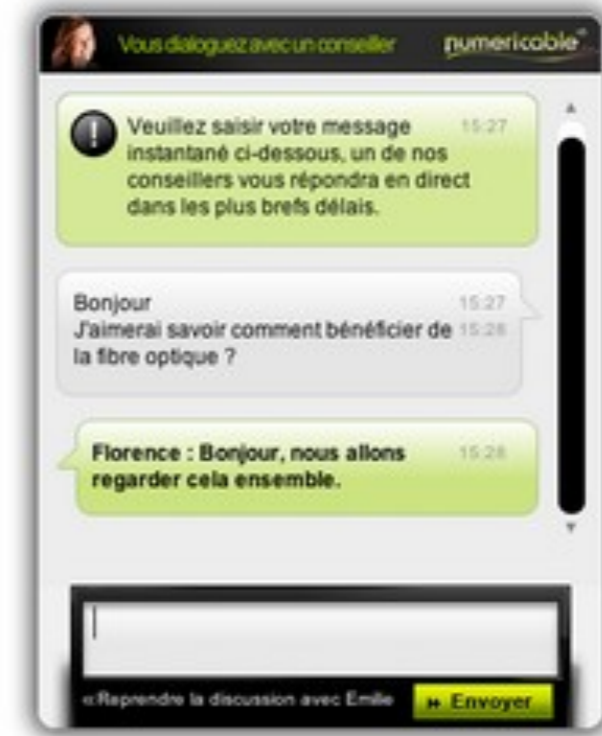 Vous dialoguez avec un conseiller numericable
Veuillez saisir votre message 15:27
instantané ci-dessous, un de nos
conseillers vous répondra en direct
dans les plus brefs délais.
Bonjour 15:27
J'aimerai savoir comment bénéficier de 15:28
la fibre optique ?
Florence : Bonjour, nous allons 15:28
regarder cela ensemble.
«Reprendre la discussion avec Emilie Envoyer